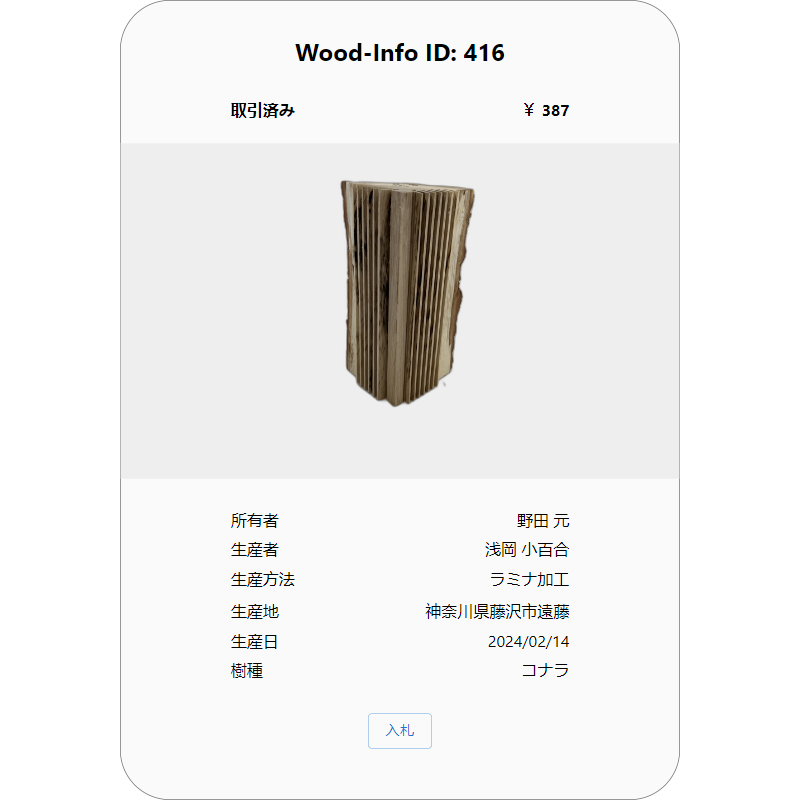 Wood-Info ID: 416
取引済み ￥ 387
所有者 野田 元
生産者 浅岡 小百合
生産方法 ラミナ加工
生産地 神奈川県藤沢市遠藤
生産日 2024/02/14
樹種 コナラ
入札